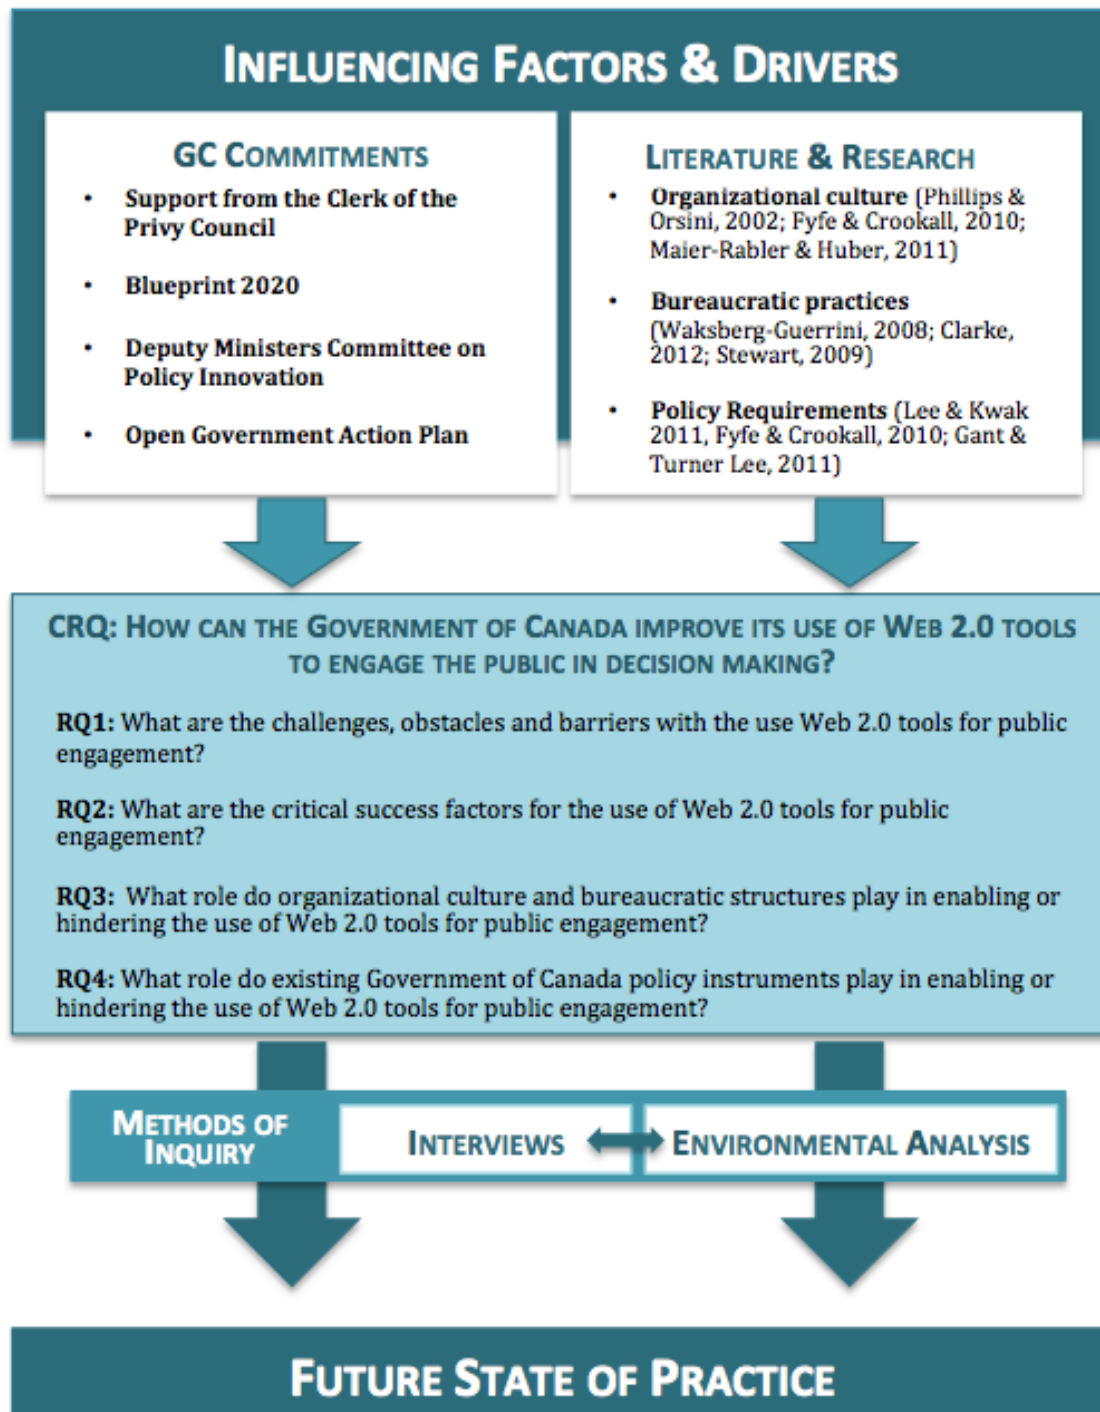 INFLUENCING FACTORS & DRIVERS
GC COMMITMENTS
• Support from the Clerk of the
Privy Council
• Blueprint 2020
• Deputy Ministers Committee on
Policy Innovation
• Open Government Action Plan
LITERATURE & RESEARCH
• Organizational culture (Phillips &
Orsini, 2002; Fyfe & Crookall, 2010;
Maier-Rabler & Huber, 2011)
• Bureaucratic practices
(Waksberg-Guerrini, 2008; Clarke,
2012; Stewart, 2009)
• Policy Requirements (Lee & Kwak
2011, Fyfe & Crookall, 2010; Gant &
Turner Lee, 2011)
CRQ: HOW CAN THE GOVERNMENT OF CANADA IMPROVE ITS USE OF WEB 2.0 TOOLS
TO ENGAGE THE PUBLIC IN DECISION MAKING?
RQ1: What are the challenges, obstacles and barriers with the use Web 2.0 tools for public
engagement?
RQ2: What are the critical success factors for the use of Web 2.0 tools for public
engagement?
RQ3: What role do organizational culture and bureaucratic structures play in enabling or
hindering the use of Web 2.0 tools for public engagement?
RQ4: What role do existing Government of Canada policy instruments play in enabling or
hindering the use of Web 2.0 tools for public engagement?
METHODS OF
INQUIRY
INTERVIEWS
ENVIRONMENTAL ANALYSIS
FUTURE STATE OF PRACTICE